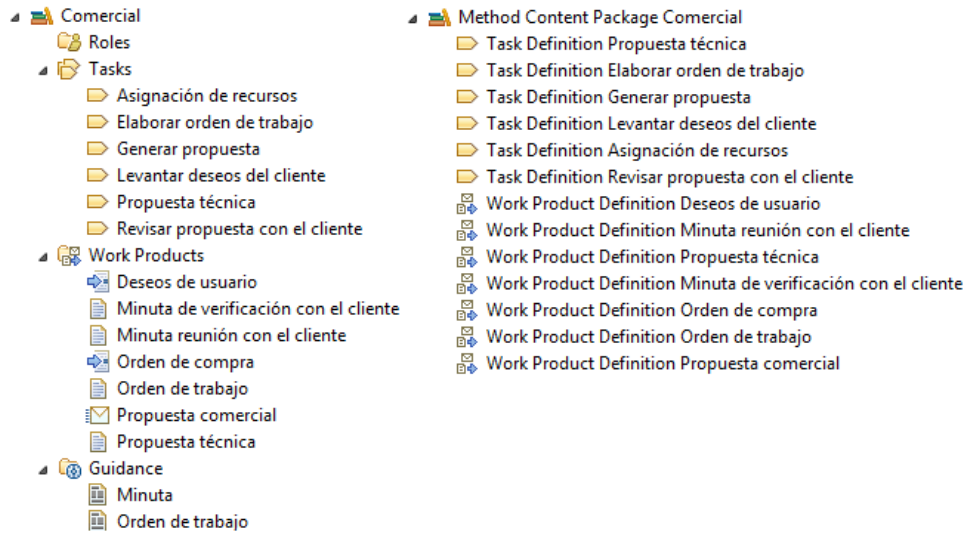 Comercial
Roles
Tasks
Asignación de recursos
Elaborar orden de trabajo
Generar propuesta
Levantar deseos del cliente
Propuesta técnica
Revisar propuesta con el cliente
Work Products
Deseos de usuario
Minuta de verificación con el cliente
Minuta reunión con el cliente
Orden de compra
Orden de trabajo
Propuesta comercial
Propuesta técnica
Guidance
Minuta
Orden de trabajo
Method Content Package Comercial
Task Definition Propuesta técnica
Task Definition Elaborar orden de trabajo
Task Definition Generar propuesta
Task Definition Levantar deseos del cliente
Task Definition Asignación de recursos
Task Definition Revisar propuesta con el cliente
Work Product Definition Deseos de usuario
Work Product Definition Minuta reunión con el cliente
Work Product Definition Propuesta técnica
Work Product Definition Minuta de verificación con el cliente
Work Product Definition Orden de compra
Work Product Definition Orden de trabajo
Work Product Definition Propuesta comercial